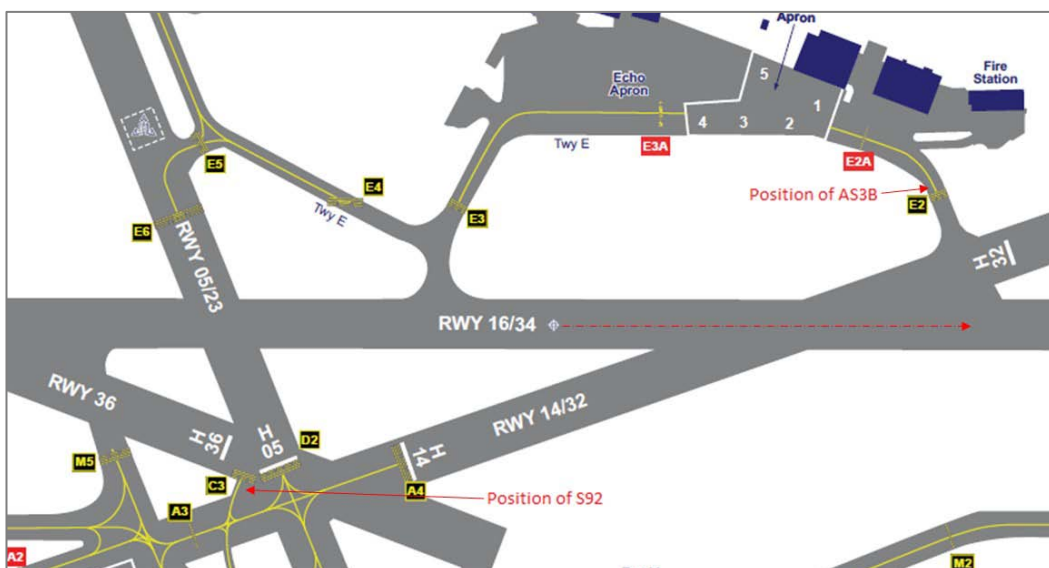 Apron
5
Fire
Station
Echo
Apron
1
4
3
2
E5
Twy E
E3A
E2A
E4
Position of AS3B
E2
E3
Twy E
E6
RWY 05/23
H
32
RWY 16/34
RWY 36
RWY 14/32
H
36
H
05
D2
H
14
M5
C3
A4
Position of S92
A3
A2
M2